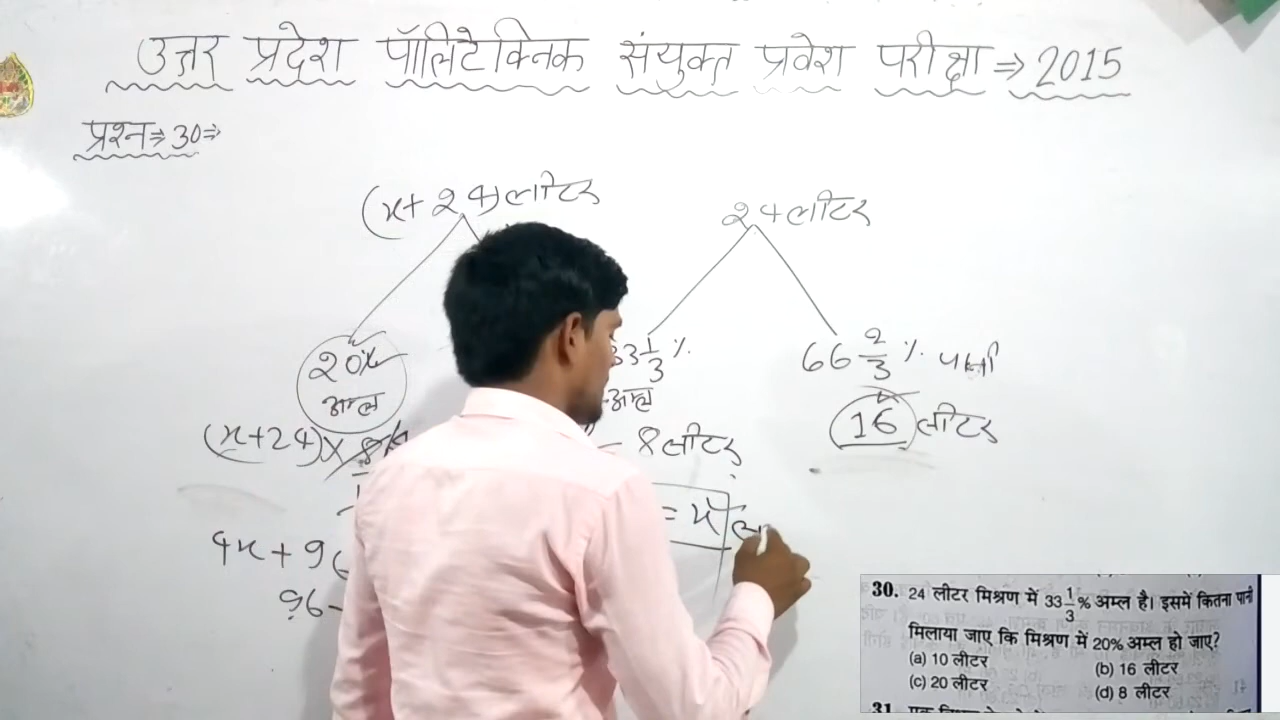 उत्तर प्रदेश पॉलिटेक्निक संयुक्त प्रवेश परीक्षा ⇒ 2015
प्रश्न ⇒ 30 ⇒
(x+24) लीटर
24 लीटर
20%
अम्ल
33 1/3 %
अम्ल
66 2/3 % पानी
(x+24) ×
8 लीटर
16 लीटर
= x
4x + 96
96 -
30. 24 लीटर मिश्रण में 33 1/3 % अम्ल है। इसमें कितना पानी
मिलाया जाए कि मिश्रण में 20% अम्ल हो जाए?
(a) 10 लीटर (b) 16 लीटर
(c) 20 लीटर (d) 8 लीटर
31.